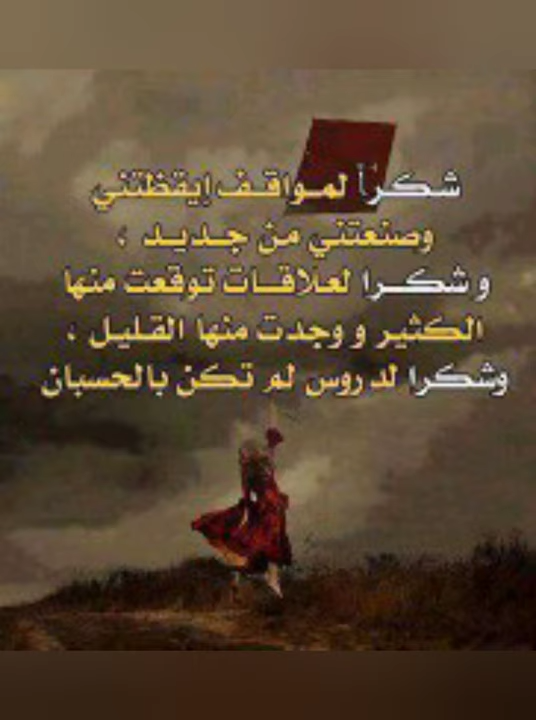 شكراً لمواقف إيقظتني
وصنعتني من جديد ،
وشكرا لعلاقات توقعت منها
الكثير و وجدت منها القليل ،
وشكرا لدروس لم تكن بالحسبان